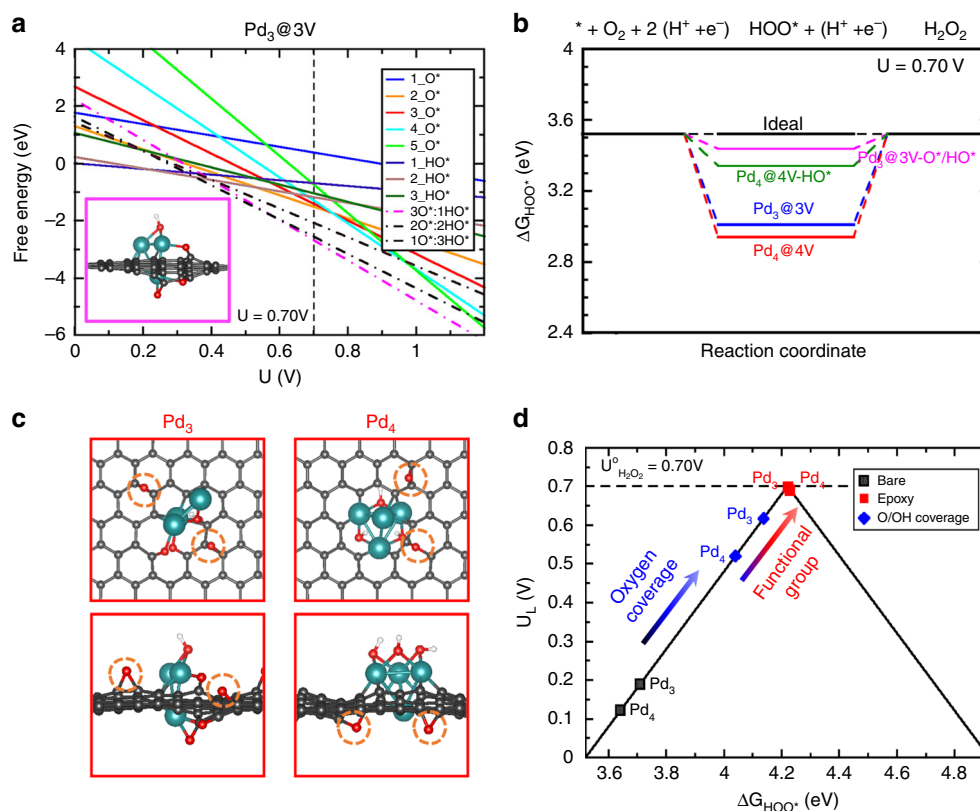 a
Pd₃@3V
Free energy (eV)
4
2
0
−2
−4
−6
0
0.2
0.4
0.6
0.8
1
U (V)
U = 0.70V
1_O*
2_O*
3_O*
4_O*
5_O*
1_HO*
2_HO*
3_HO*
3O*:1HO*
2O*:2HO*
1O*:3HO*
b
* + O₂ + 2 (H⁺ +e⁻) HOO* + (H⁺ +e⁻) H₂O₂
U = 0.70 V
ΔG_HOO* (eV)
4
3.6
3.2
2.8
2.4
Ideal
Pd₃@3V-O*/HO*
Pd₄@4V-HO*
Pd₃@3V
Pd₄@4V
Reaction coordinate
c
Pd₃
Pd₄
d
U_L (V)
0.8
0.7
0.6
0.5
0.4
0.3
0.2
0.1
0
U°_H₂O₂ = 0.70V
Pd₃ Pd₄
Bare
Epoxy
O/OH coverage
Pd₃
Pd₄
Oxygen
coverage
Functional
group
Pd₃
Pd₄
3.6
3.8
4
4.2
4.4
4.6
4.8
ΔG_HOO* (eV)